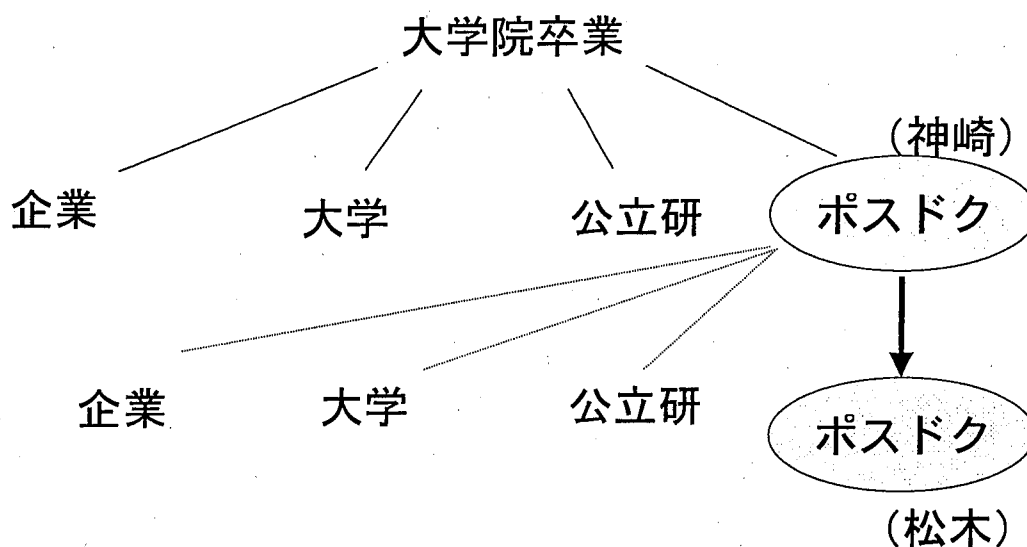 大学院卒業
(神崎)
企業
大学
公立研
ポスドク
企業
大学
公立研
ポスドク
(松木)